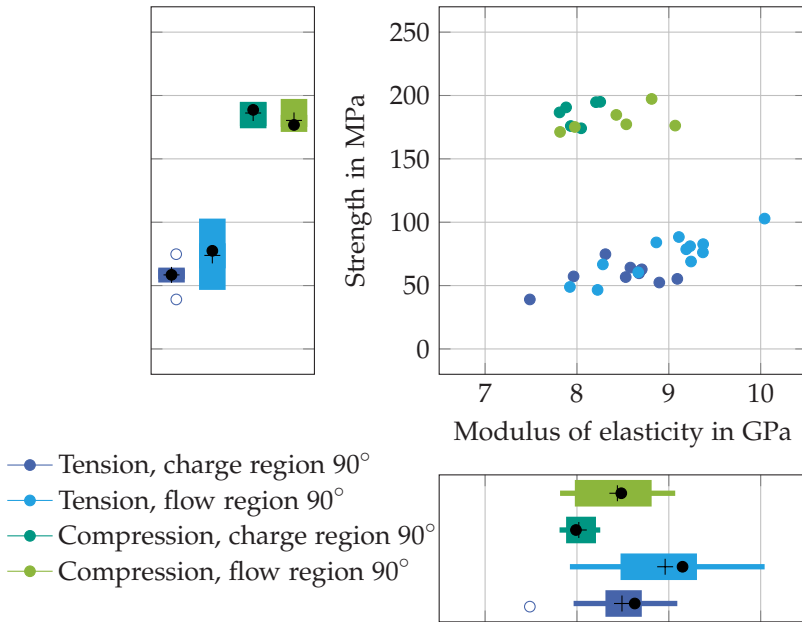 250
200
150
100
50
0
Strength in MPa
7 8 9 10
Modulus of elasticity in GPa
Tension, charge region 90°
Tension, flow region 90°
Compression, charge region 90°
Compression, flow region 90°